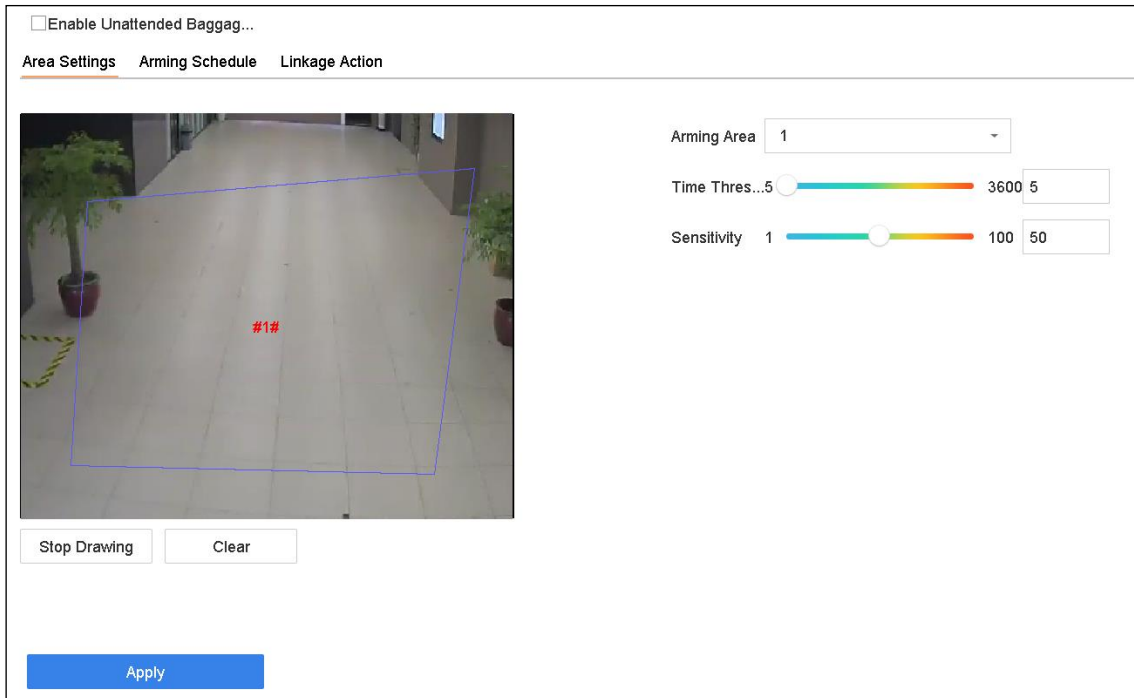 Enable Unattended Baggag...
Area Settings Arming Schedule Linkage Action
Arming Area 1
Time Thres...5 3600 5
Sensitivity 1 100 50
#1#
Stop Drawing Clear
Apply